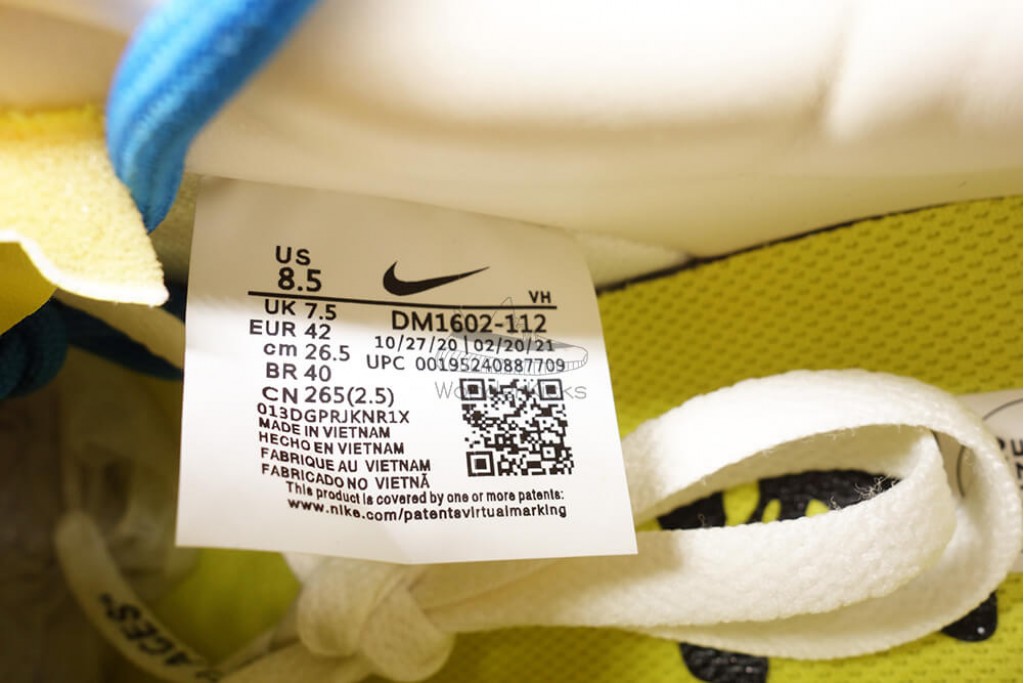 US
8.5
VH
UK 7.5
DM1602-112
EUR 42
10/27/20 | 02/20/21
cm 26.5
UPC 00195240887709
BR 40
CN 265(2.5)
013DGPRJKNR1X
MADE IN VIETNAM
HECHO EN VIETNAM
FABRIQUE AU VIETNAM
FABRICADO NO VIETNÃ
This product is covered by one or more patents:
www.nike.com/patentsvirtualmarking